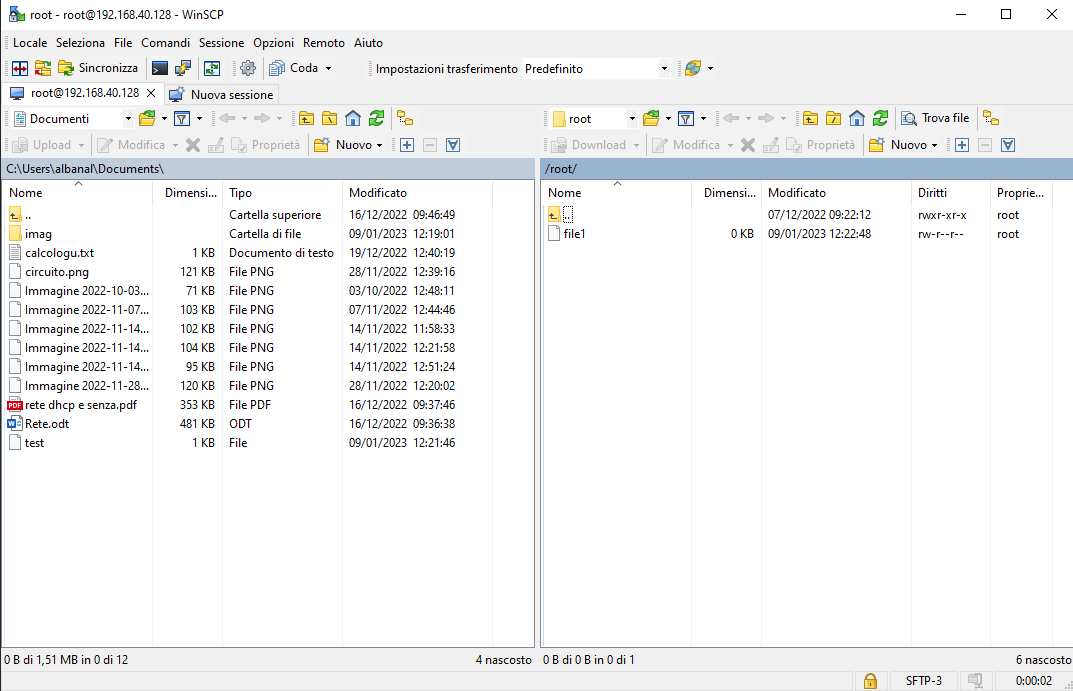 root - root@192.168.40.128 - WinSCP
Locale Seleziona File Comandi Sessione Opzioni Remoto Aiuto
Sincronizza Coda Impostazioni trasferimento Predefinito
root@192.168.40.128 Nuova sessione
Documenti root Trova file
Upload Modifica Proprietà Nuovo Download Modifica Proprietà Nuovo
C:\Users\albanal\Documents\ /root/
Nome Dimensi... Tipo Modificato Nome Dimensi... Modificato Diritti Proprie...
.. Cartella superiore 16/12/2022 09:46:49 .. 07/12/2022 09:22:12 rwxr-xr-x root
imag Cartella di file 09/01/2023 12:19:01 file1 0 KB 09/01/2023 12:22:48 rw-r--r-- root
calcologu.txt 1 KB Documento di testo 19/12/2022 12:40:19
circuito.png 121 KB File PNG 28/11/2022 12:39:16
Immagine 2022-10-03... 71 KB File PNG 03/10/2022 12:48:11
Immagine 2022-11-07... 103 KB File PNG 07/11/2022 12:44:46
Immagine 2022-11-14... 102 KB File PNG 14/11/2022 11:58:33
Immagine 2022-11-14... 104 KB File PNG 14/11/2022 12:21:58
Immagine 2022-11-14... 95 KB File PNG 14/11/2022 12:51:24
Immagine 2022-11-28... 120 KB File PNG 28/11/2022 12:20:02
PDF rete dhcp e senza.pdf 353 KB File PDF 16/12/2022 09:37:46
Rete.odt 481 KB ODT 16/12/2022 09:36:38
test 1 KB File 09/01/2023 12:21:46
0 B di 1,51 MB in 0 di 12 4 nascosto 0 B di 0 B in 0 di 1 6 nascosto
SFTP-3 0:00:02